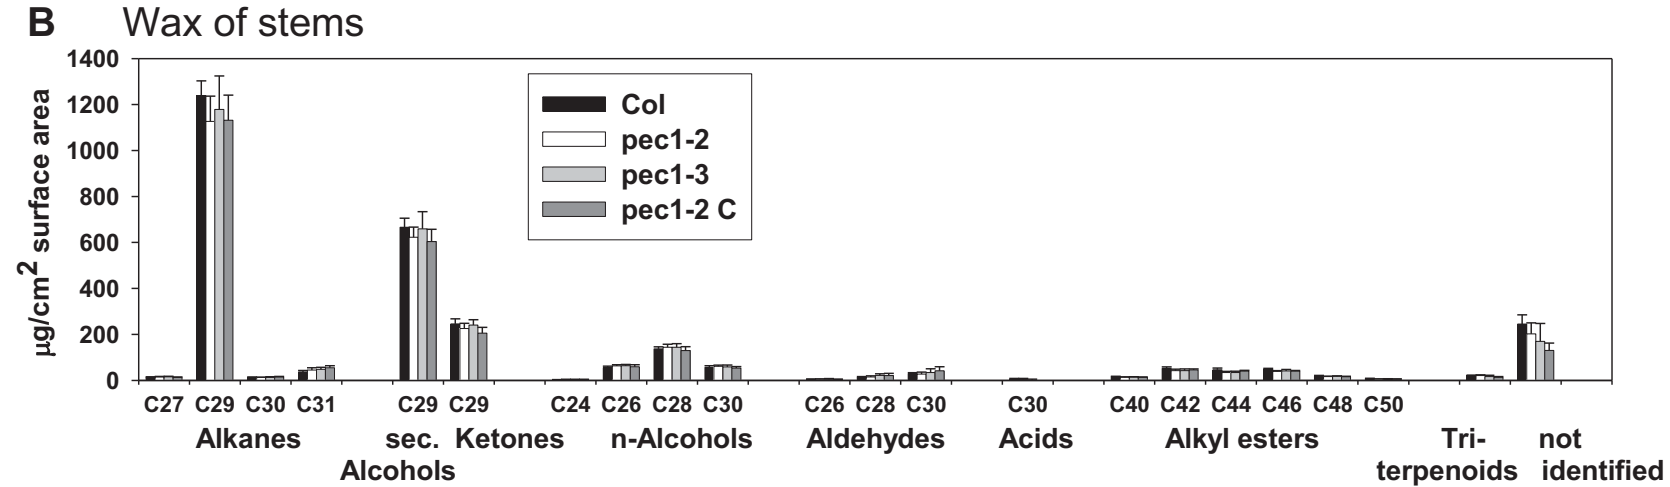 B Wax of stems
µg/cm2 surface area
1400
1200
1000
800
600
400
200
0
Col
pec1-2
pec1-3
pec1-2 C
C27 C29 C30 C31 C29 C29 C24 C26 C28 C30 C26 C28 C30 C30 C40 C42 C44 C46 C48 C50
Alkanes sec. Ketones n-Alcohols Aldehydes Acids Alkyl esters Tri- not
Alcohols terpenoids identified